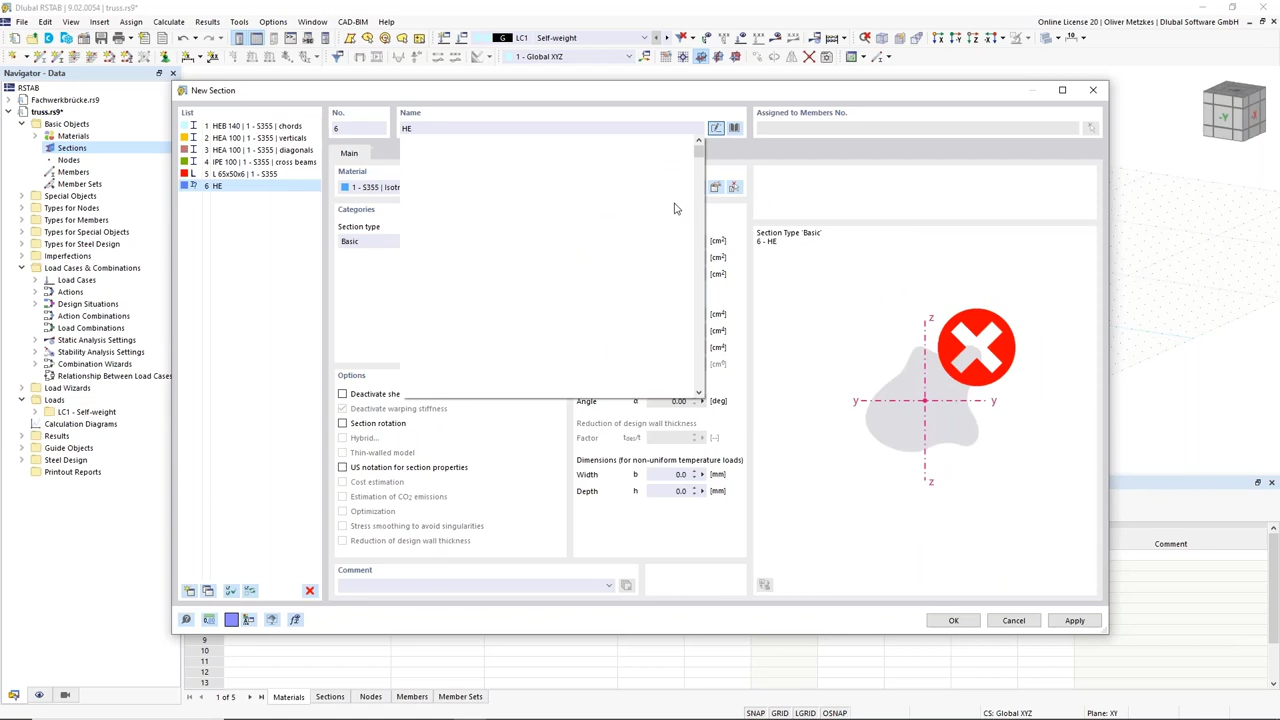 Dlubal RSTAB | 9.02.0054 | truss.rs9*
File Edit View Insert Assign Calculate Results Tools Options Window CAD-BIM Help
Online License 20 | Oliver Metzkes | Dlubal Software GmbH
G LC1 Self-weight
1 - Global XYZ
Navigator - Data
RSTAB
Fachwerkbrücke.rs9
truss.rs9*
Basic Objects
Materials
Sections
Nodes
Members
Member Sets
Special Objects
Types for Nodes
Types for Members
Types for Special Objects
Types for Steel Design
Imperfections
Load Cases & Combinations
Load Cases
Actions
Design Situations
Action Combinations
Load Combinations
Static Analysis Settings
Stability Analysis Settings
Combination Wizards
Relationship Between Load Cases
Load Wizards
Loads
LC1 - Self-weight
Calculation Diagrams
Results
Guide Objects
Steel Design
Printout Reports
New Section
List
1 HEB 140 | 1 - S355 | chords
2 HEA 100 | 1 - S355 | verticals
3 HEA 100 | 1 - S355 | diagonals
4 IPE 100 | 1 - S355 | cross beams
5 L 65x50x6 | 1 - S355
6 HE
No.
6
Name
HE
Assigned to Members No.
Main
Material
1 - S355 | Isotr
Categories
Section type
Basic
[cm²]
[cm²]
[cm²]
[cm²]
[cm²]
[cm²]
Options
Deactivate she
Deactivate warping stiffness
Section rotation
Hybrid...
Thin-walled model
US notation for section properties
Cost estimation
Estimation of CO2 emissions
Optimization
Stress smoothing to avoid singularities
Reduction of design wall thickness
Angle α 0.00 [deg]
Reduction of design wall thickness
Factor tDES/t [--]
Dimensions (for non-uniform temperature loads)
Width b 0.0 [mm]
Depth h 0.0 [mm]
Comment
Section Type 'Basic'
6 - HE
z
y y
z
OK Cancel Apply
-Y
Comment
9
10
11
12
13
1 of 5 Materials Sections Nodes Members Member Sets
SNAP GRID LGRID OSNAP CS: Global XYZ Plane: XY